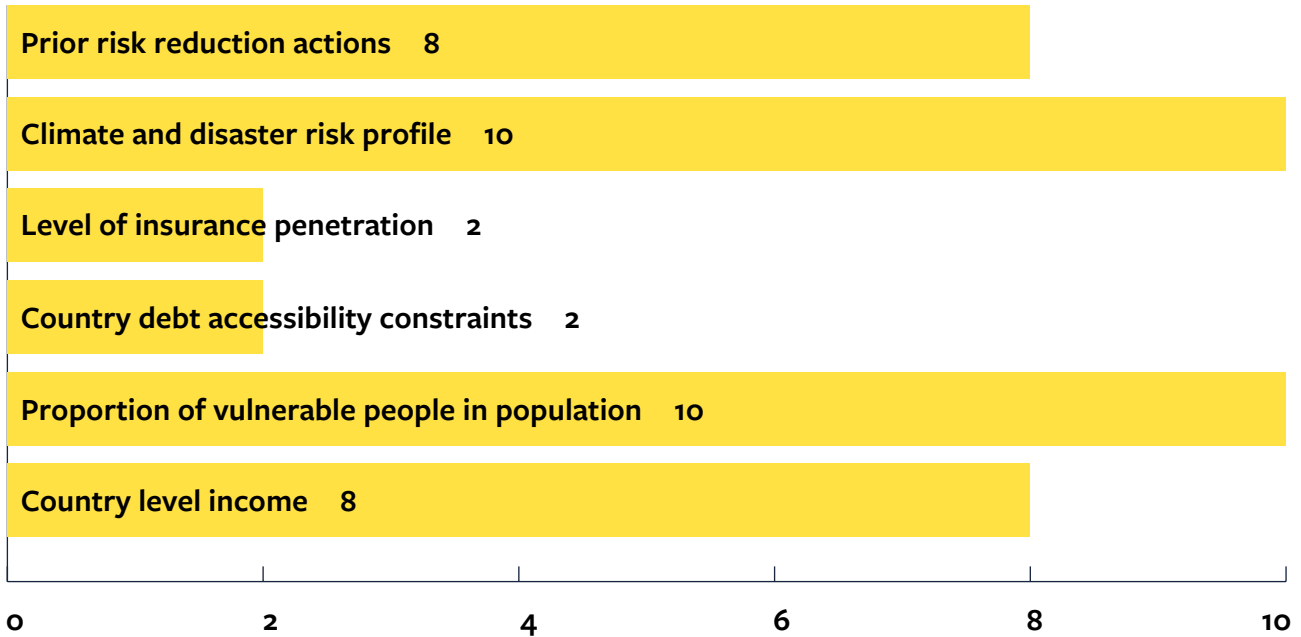 Prior risk reduction actions 8
Climate and disaster risk profile 10
Level of insurance penetration 2
Country debt accessibility constraints 2
Proportion of vulnerable people in population 10
Country level income 8
0 2 4 6 8 10